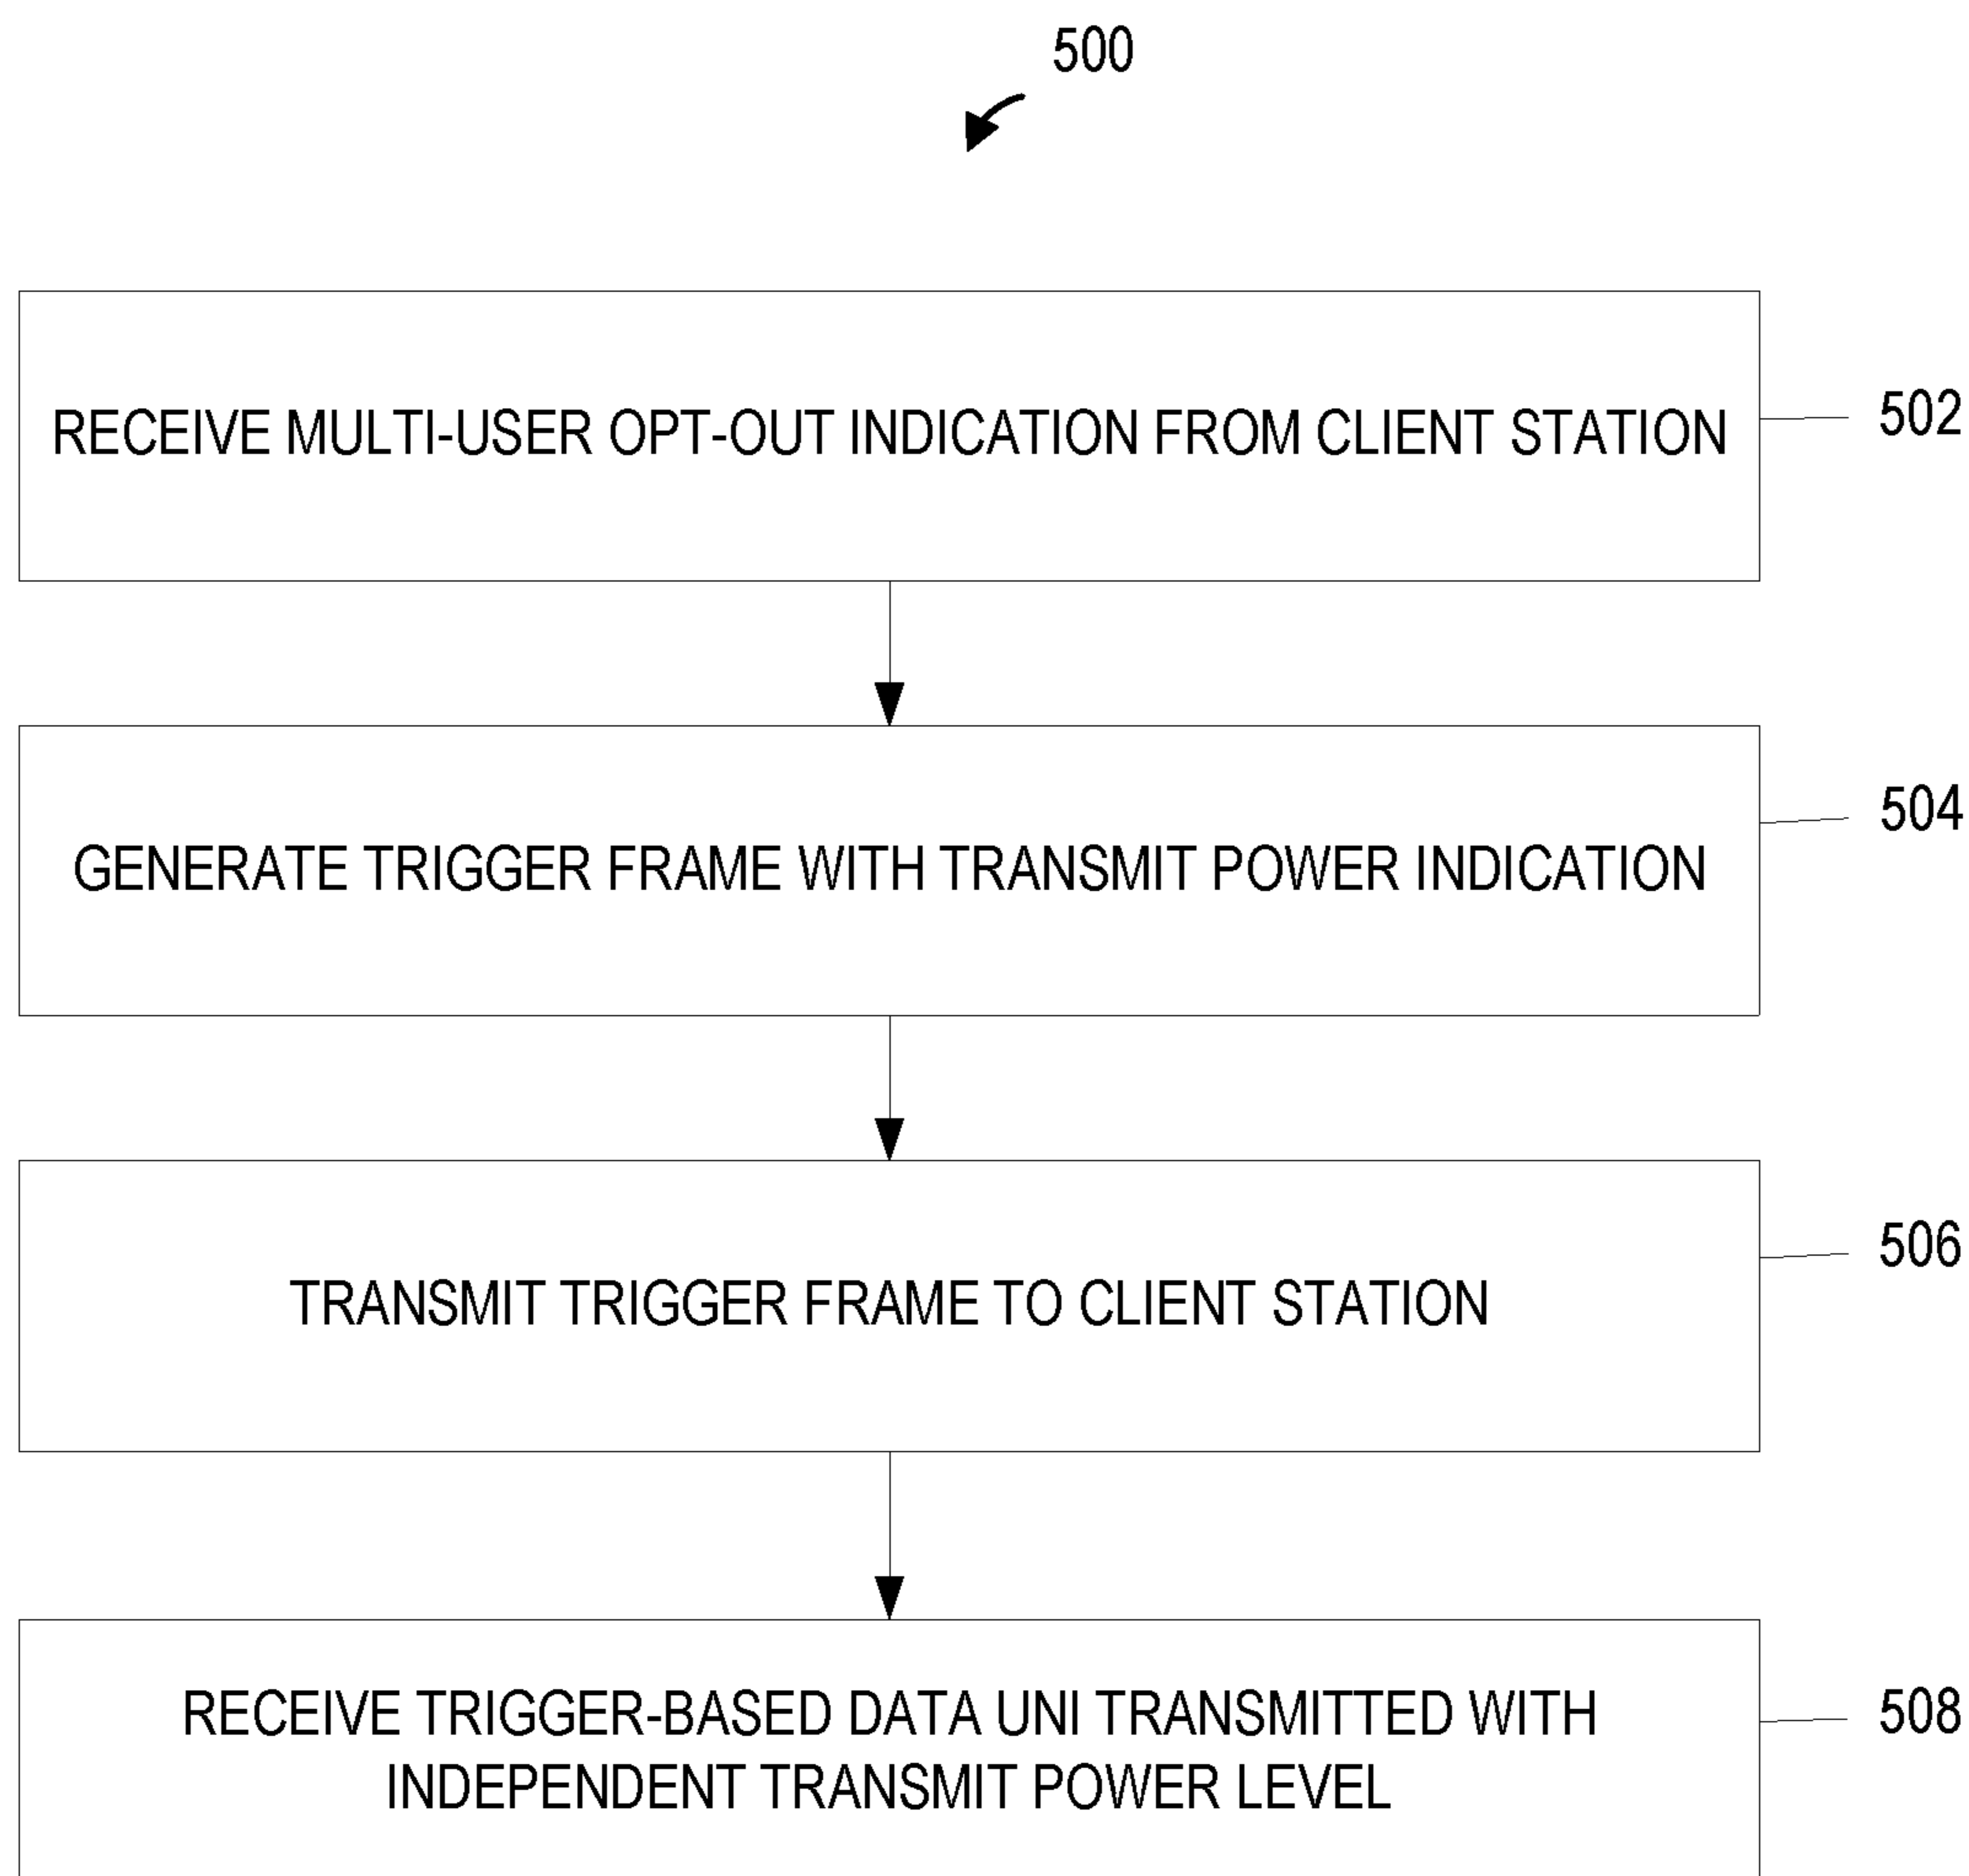 500
RECEIVE MULTI-USER OPT-OUT INDICATION FROM CLIENT STATION
502
GENERATE TRIGGER FRAME WITH TRANSMIT POWER INDICATION
504
TRANSMIT TRIGGER FRAME TO CLIENT STATION
506
RECEIVE TRIGGER-BASED DATA UNI TRANSMITTED WITH
INDEPENDENT TRANSMIT POWER LEVEL
508